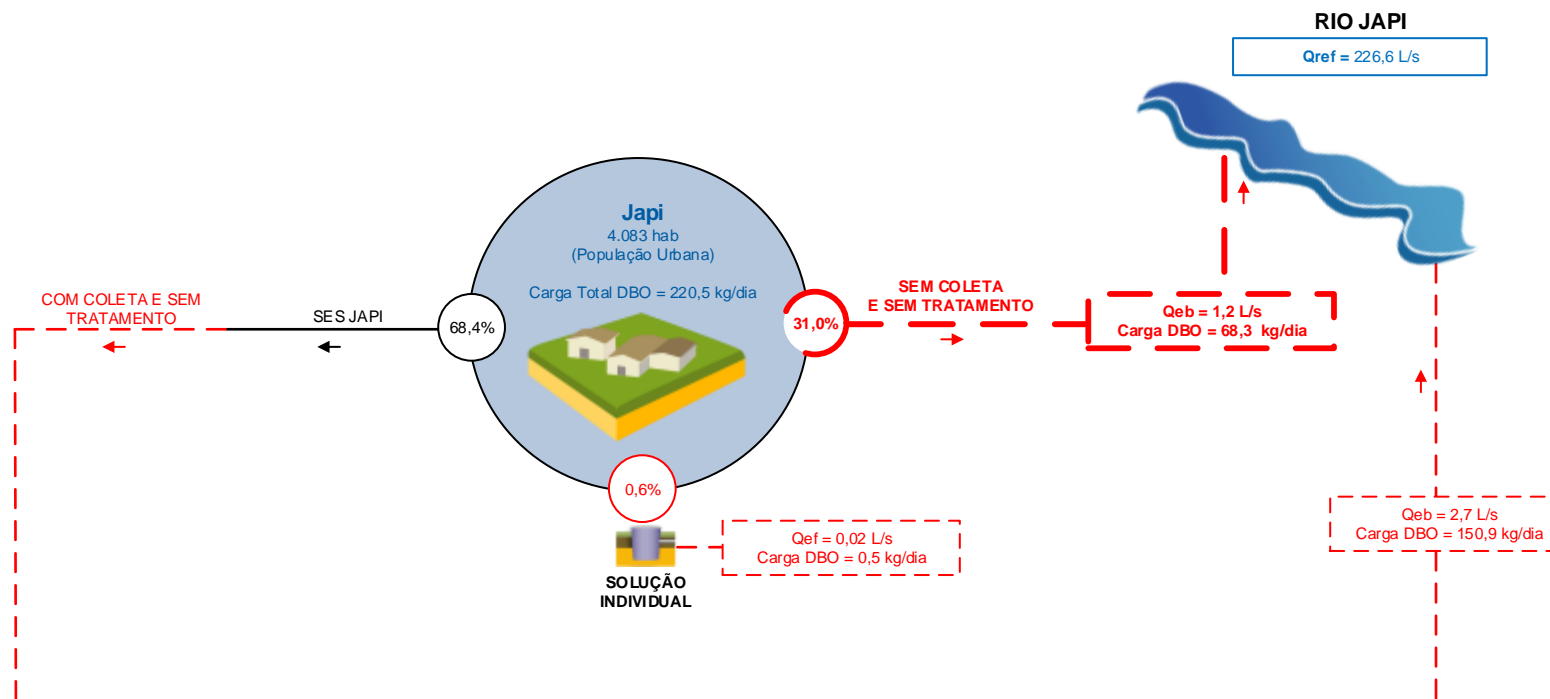 RIO JAPI
Qref = 226,6 L/s
Japi
4.083 hab
(População Urbana)
Carga Total DBO = 220,5 kg/dia
COM COLETA E SEM
TRATAMENTO
SES JAPI
68,4%
31,0%
SEM COLETA
E SEM TRATAMENTO
Qeb = 1,2 L/s
Carga DBO = 68,3 kg/dia
0,6%
Qef = 0,02 L/s
Carga DBO = 0,5 kg/dia
SOLUÇÃO
INDIVIDUAL
Qeb = 2,7 L/s
Carga DBO = 150,9 kg/dia